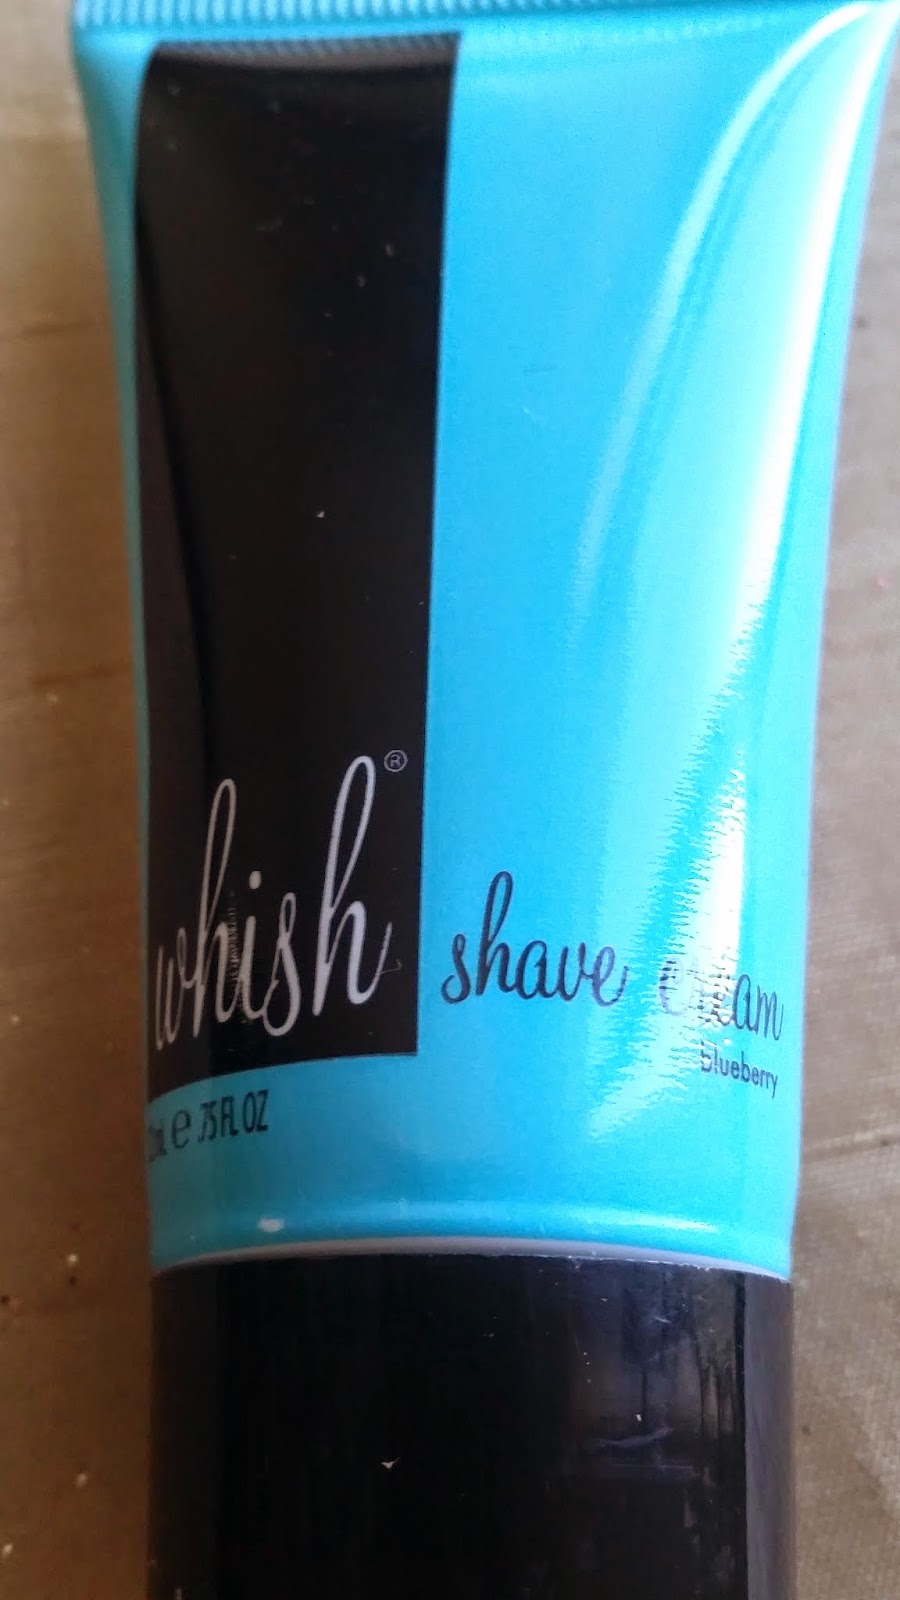 whish®
shave cream
blueberry
e .75 FL OZ